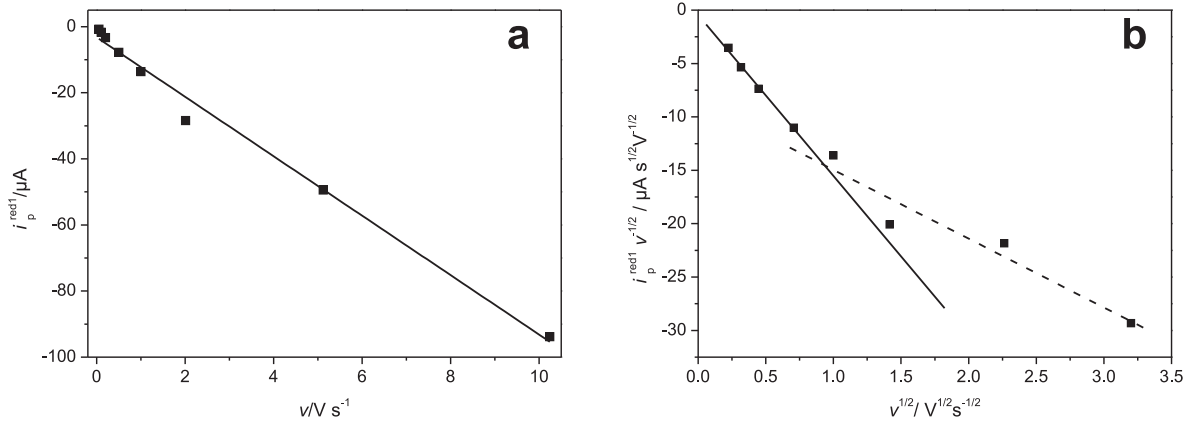 a
0
-20
-40
-60
-80
-100
0 2 4 6 8 10
i p red1 /µA
v/V s-1
b
0
-5
-10
-15
-20
-25
-30
0.0 0.5 1.0 1.5 2.0 2.5 3.0 3.5
i p red1 v-1/2 / µA s1/2V-1/2
v1/2/ V1/2s-1/2